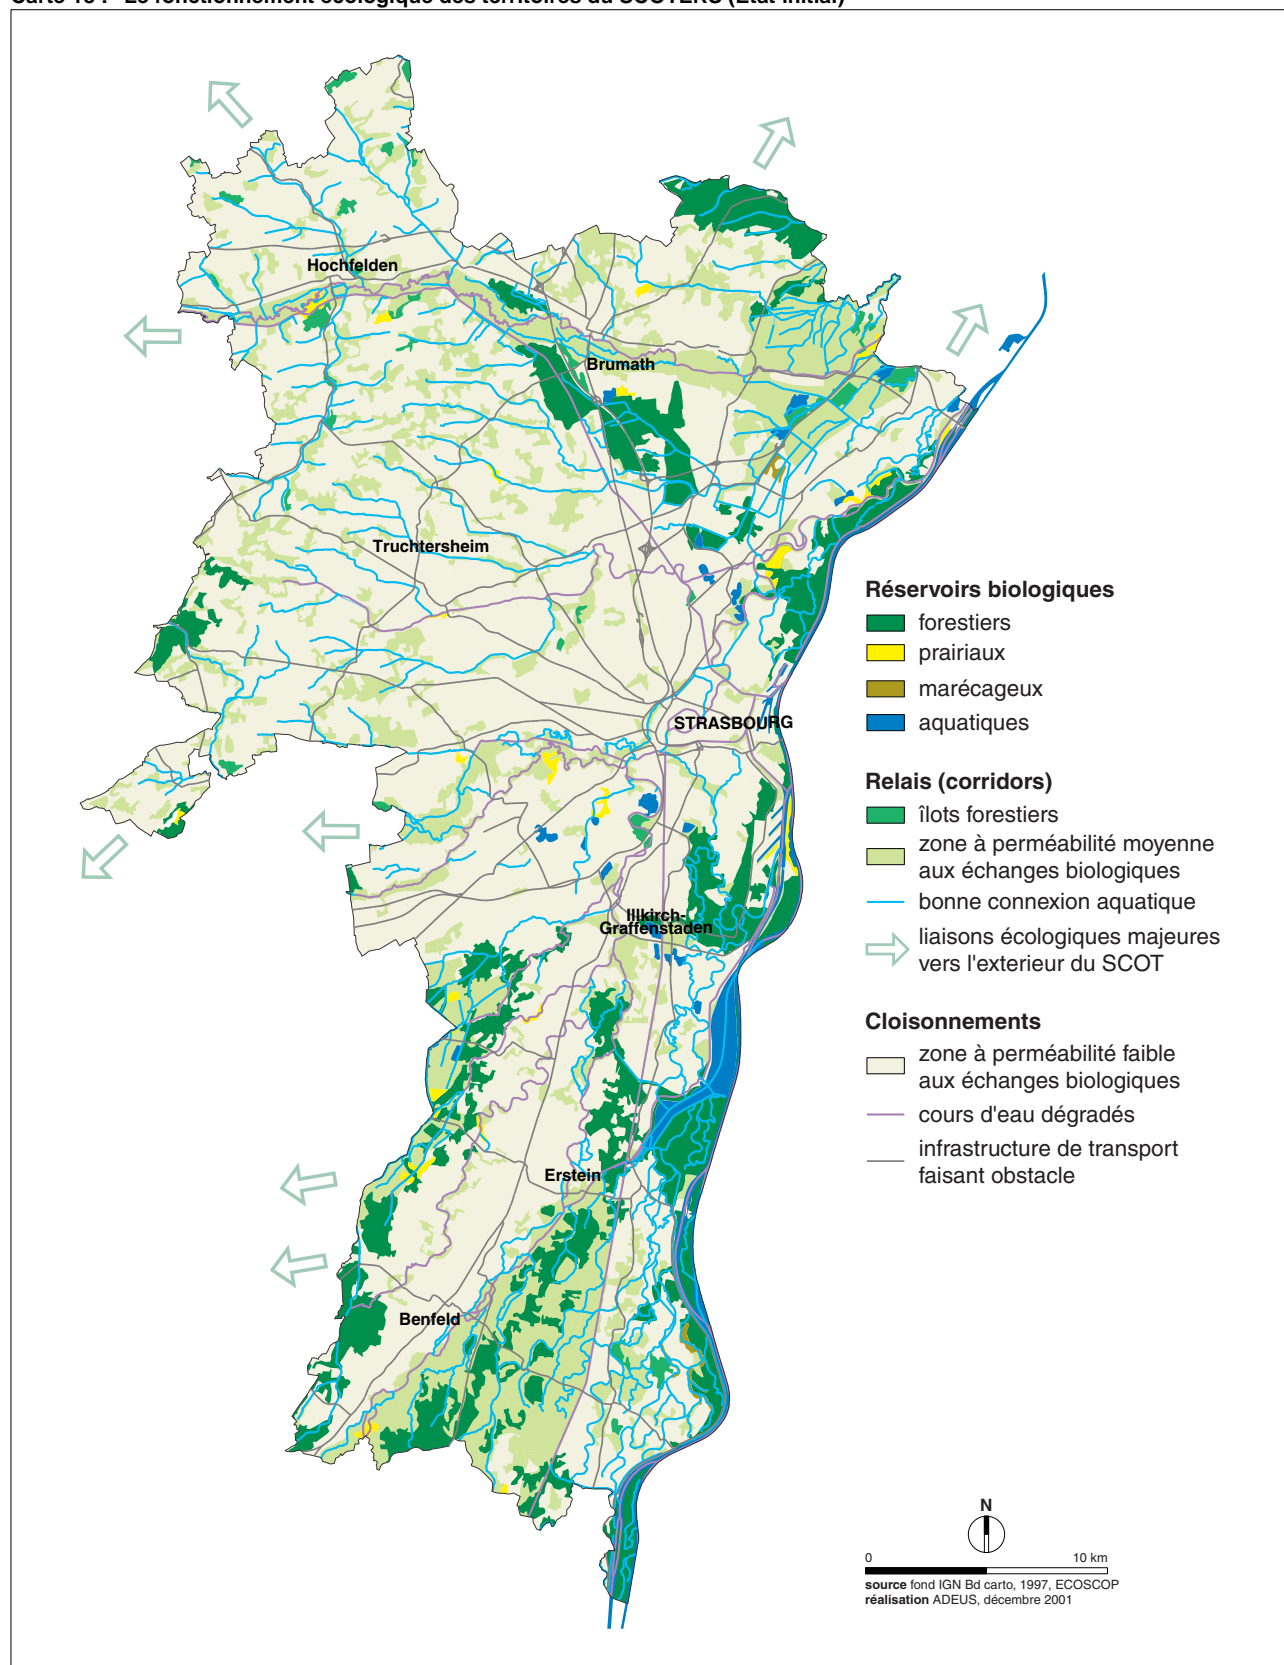 Hochfelden
Brumath
Truchtersheim
STRASBOURG
Illkirch-
Graffenstaden
Erstein
Benfeld
Réservoirs biologiques
forestiers
prairiaux
marécageux
aquatiques
Relais (corridors)
îlots forestiers
zone à perméabilité moyenne
aux échanges biologiques
bonne connexion aquatique
liaisons écologiques majeures
vers l'exterieur du SCOT
Cloisonnements
zone à perméabilité faible
aux échanges biologiques
cours d'eau dégradés
infrastructure de transport
faisant obstacle
N
0 10 km
source fond IGN Bd carto, 1997, ECOSCOP
réalisation ADEUS, décembre 2001